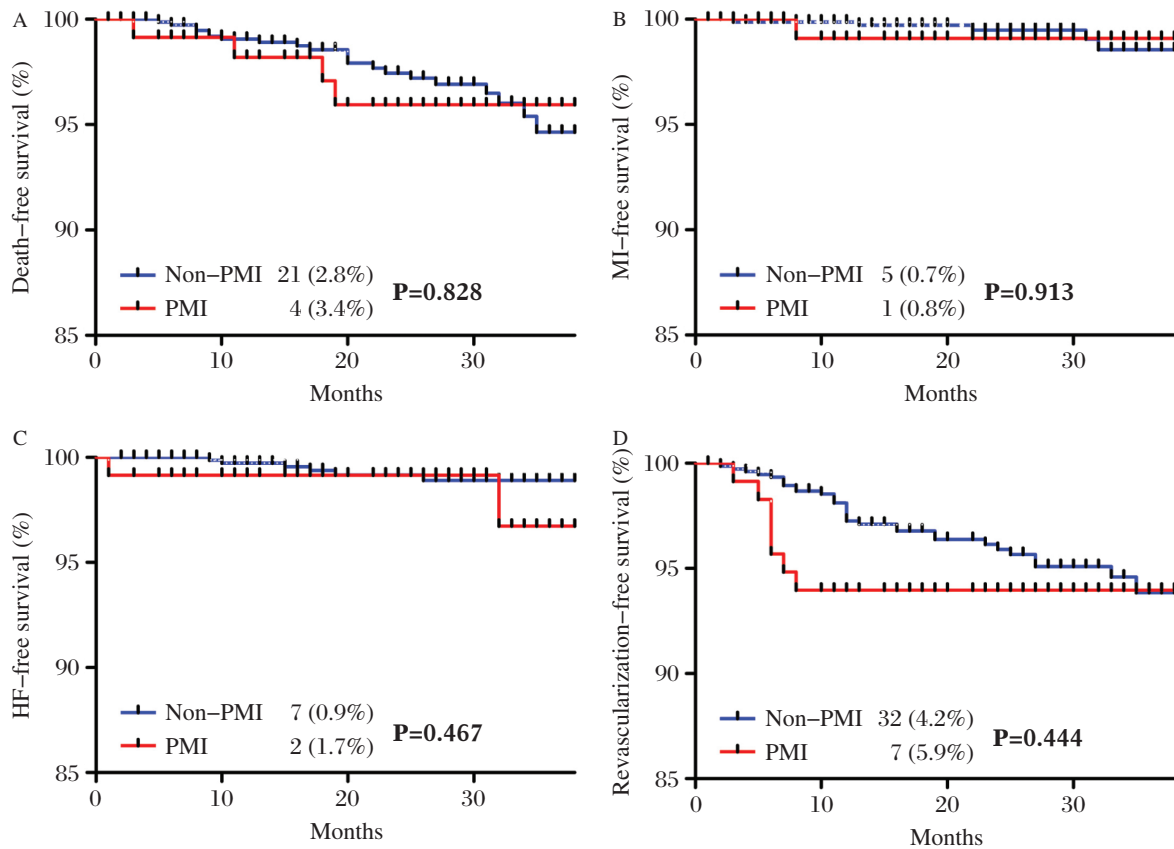 A
Death–free survival (%)
100
95
90
85
Non–PMI 21 (2.8%)
PMI 4 (3.4%)
P=0.828
0 10 20 30
Months
B
MI–free survival (%)
100
95
90
85
Non–PMI 5 (0.7%)
PMI 1 (0.8%)
P=0.913
0 10 20 30
Months
C
HF–free survival (%)
100
95
90
85
Non–PMI 7 (0.9%)
PMI 2 (1.7%)
P=0.467
0 10 20 30
Months
D
Revascularization–free survival (%)
100
95
90
85
Non–PMI 32 (4.2%)
PMI 7 (5.9%)
P=0.444
0 10 20 30
Months